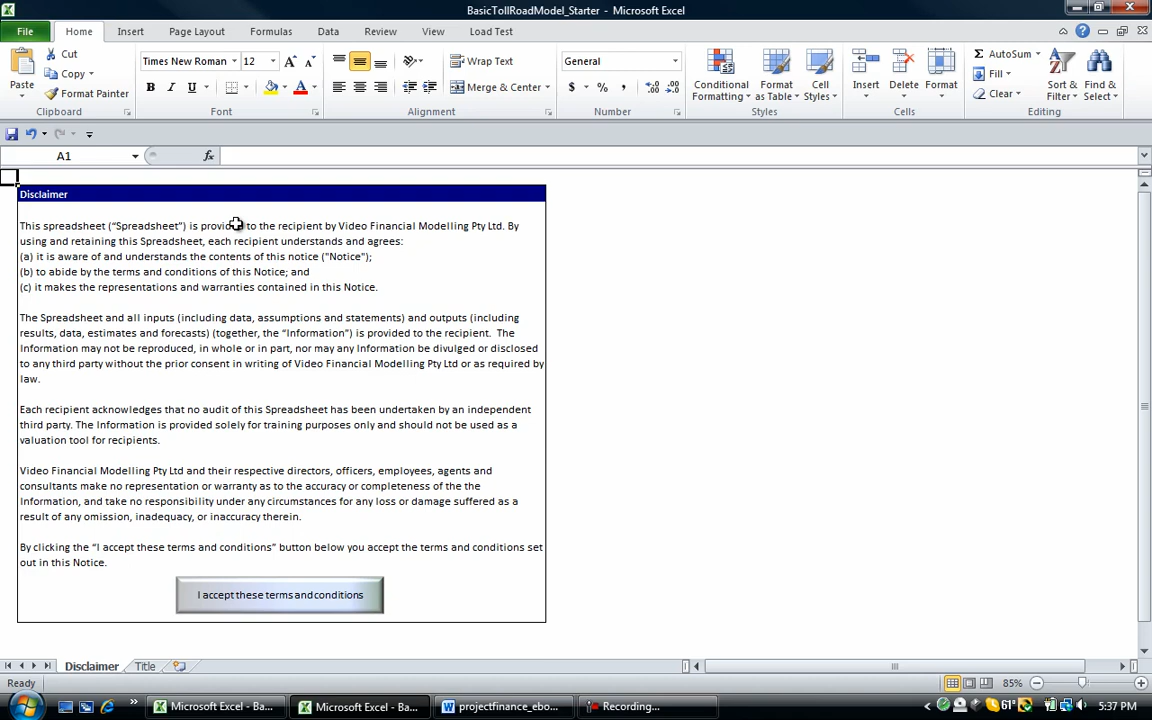 BasicTollRoadModel_Starter - Microsoft Excel
File Home Insert Page Layout Formulas Data Review View Load Test
Paste Cut Copy Format Painter Clipboard
Times New Roman 12 B I U A Font
Wrap Text Merge & Center Alignment
General $ % , Number
Conditional Formatting Format as Table Cell Styles Styles
Insert Delete Format Cells
Σ AutoSum Fill Clear Sort & Filter Find & Select Editing
A1 fx
Disclaimer
This spreadsheet (“Spreadsheet”) is provided to the recipient by Video Financial Modelling Pty Ltd. By
using and retaining this Spreadsheet, each recipient understands and agrees:
(a) it is aware of and understands the contents of this notice ("Notice");
(b) to abide by the terms and conditions of this Notice; and
(c) it makes the representations and warranties contained in this Notice.
The Spreadsheet and all inputs (including data, assumptions and statements) and outputs (including
results, data, estimates and forecasts) (together, the “Information”) is provided to the recipient. The
Information may not be reproduced, in whole or in part, nor may any Information be divulged or disclosed
to any third party without the prior consent in writing of Video Financial Modelling Pty Ltd or as required by
law.
Each recipient acknowledges that no audit of this Spreadsheet has been undertaken by an independent
third party. The Information is provided solely for training purposes only and should not be used as a
valuation tool for recipients.
Video Financial Modelling Pty Ltd and their respective directors, officers, employees, agents and
consultants make no representation or warranty as to the accuracy or completeness of the the
Information, and take no responsibility under any circumstances for any loss or damage suffered as a
result of any omission, inadequacy, or inaccuracy therein.
By clicking the “I accept these terms and conditions” button below you accept the terms and conditions set
out in this Notice.
I accept these terms and conditions
Disclaimer Title
Ready 85%
Microsoft Excel - Ba... Microsoft Excel - Ba... projectfinance_ebo... Recording... 61° 5:37 PM